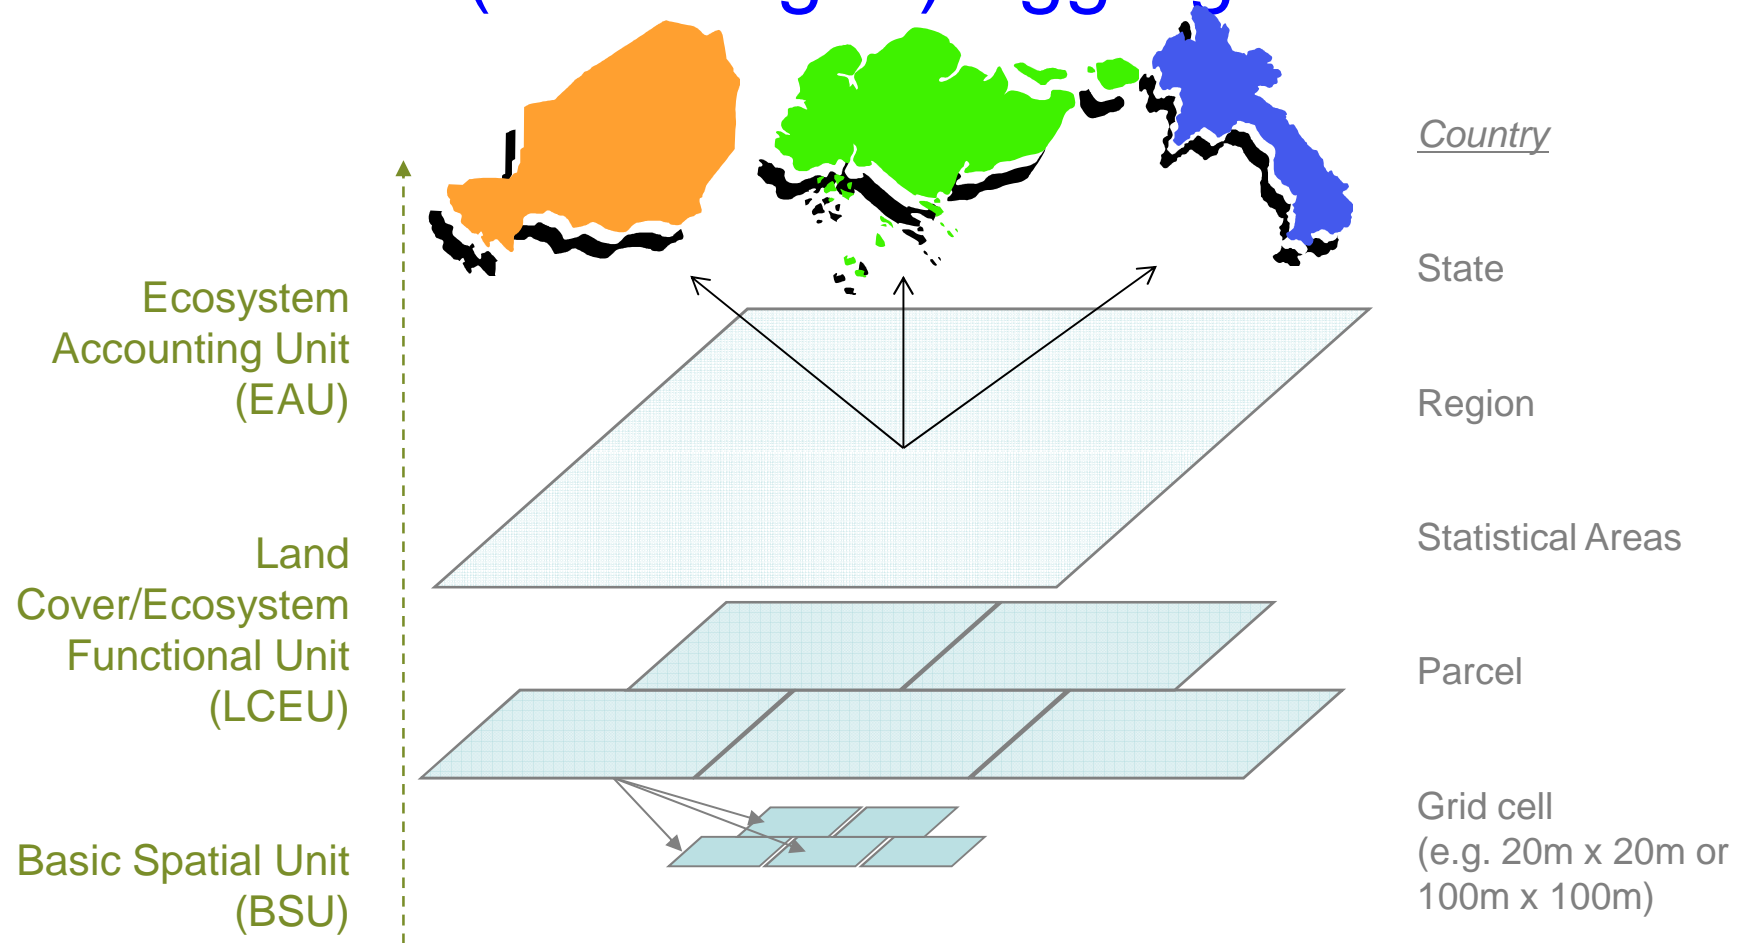 Country
State
Ecosystem
Accounting Unit
(EAU)
Region
Statistical Areas
Land
Cover/Ecosystem
Functional Unit
(LCEU)
Parcel
Grid cell
(e.g. 20m x 20m or
100m x 100m)
Basic Spatial Unit
(BSU)